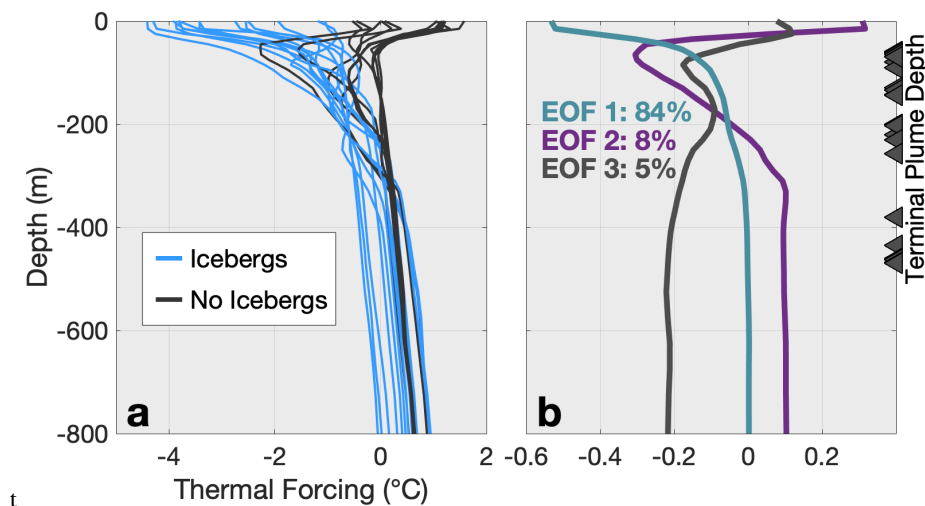 0
-200
-400
-600
-800
Depth (m)
Icebergs
No Icebergs
a
-4
-2
0
2
Thermal Forcing (°C)
EOF 1: 84%
EOF 2: 8%
EOF 3: 5%
b
-0.6
-0.4
-0.2
0
0.2
Terminal Plume Depth
t